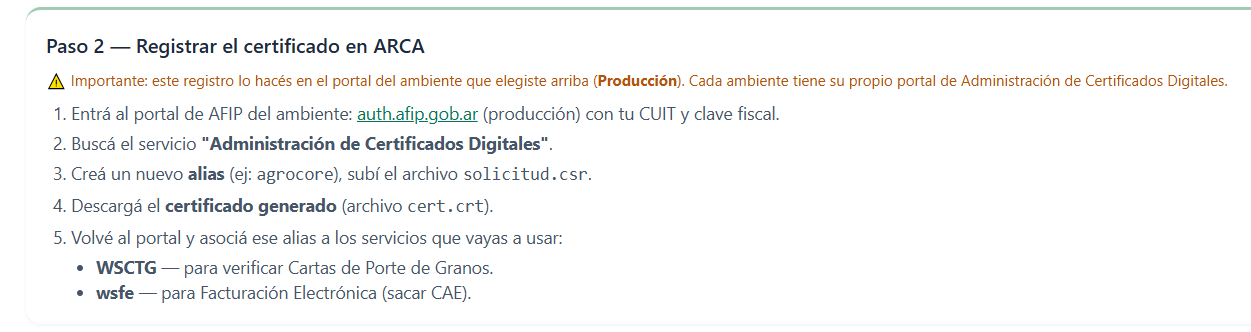 Paso 2 — Registrar el certificado en ARCA
⚠ Importante: este registro lo hacés en el portal del ambiente que elegiste arriba (Producción). Cada ambiente tiene su propio portal de Administración de Certificados Digitales.
1. Entrá al portal de AFIP del ambiente: auth.afip.gob.ar (producción) con tu CUIT y clave fiscal.
2. Buscá el servicio "Administración de Certificados Digitales".
3. Creá un nuevo alias (ej: agrocore), subí el archivo solicitud.csr.
4. Descargá el certificado generado (archivo cert.crt).
5. Volvé al portal y asociá ese alias a los servicios que vayas a usar:
• WSCTG — para verificar Cartas de Porte de Granos.
• wsfe — para Facturación Electrónica (sacar CAE).